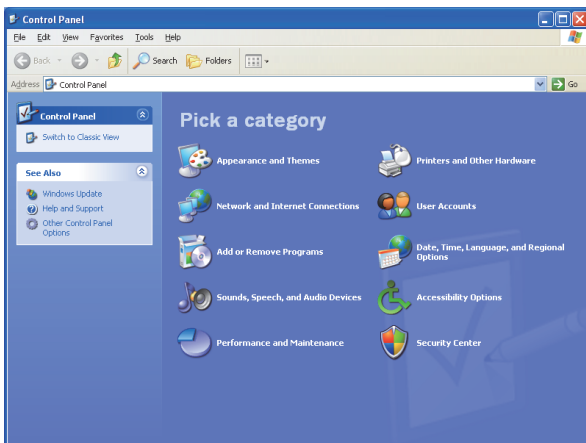 Control Panel
File Edit View Favorites Tools Help
Back Search Folders
Address Control Panel Go
Control Panel
Switch to Classic View
See Also
Windows Update
Help and Support
Other Control Panel
Options
Pick a category
Appearance and Themes
Printers and Other Hardware
Network and Internet Connections
User Accounts
Add or Remove Programs
Date, Time, Language, and Regional
Options
Sounds, Speech, and Audio Devices
Accessibility Options
Performance and Maintenance
Security Center